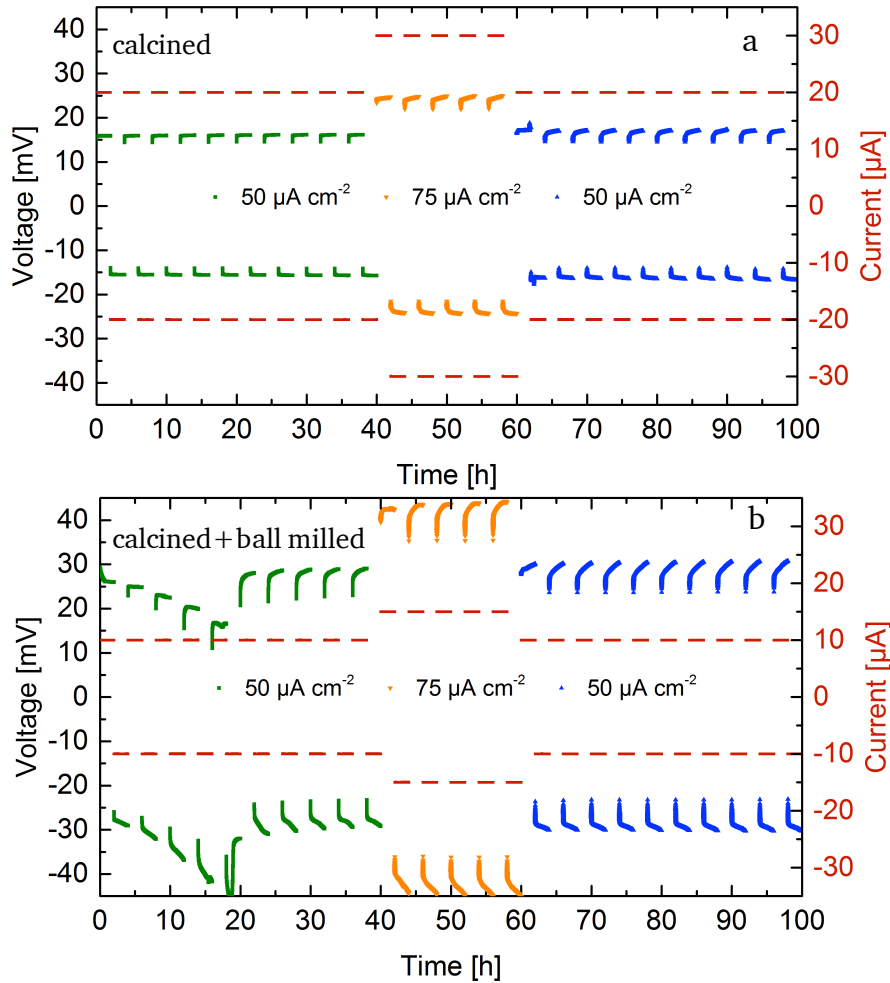 calcined
a
40
30
20
10
0
-10
-20
-30
-40
Voltage [mV]
30
20
10
0
-10
-20
-30
Current [µA]
50 µA cm-2
75 µA cm-2
50 µA cm-2
0 10 20 30 40 50 60 70 80 90 100
Time [h]
calcined+ball milled
b
40
30
20
10
0
-10
-20
-30
-40
Voltage [mV]
30
20
10
0
-10
-20
-30
Current [µA]
50 µA cm-2
75 µA cm-2
50 µA cm-2
0 10 20 30 40 50 60 70 80 90 100
Time [h]